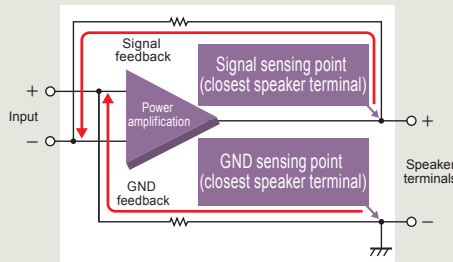 Signal
feedback
Signal sensing point
(closest speaker terminal)
+
Input
−
Power
amplification
+
Speaker
terminals
−
GND sensing point
(closest speaker terminal)
GND
feedback